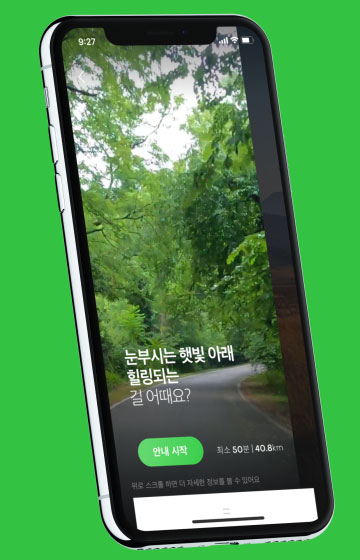 9:27
눈부시는 햇빛 아래
힐링되는
길 어때요?
안내 시작
최소 50분 | 40.8km
위로 스크롤 하면 더 자세한 정보를 볼 수 있어요